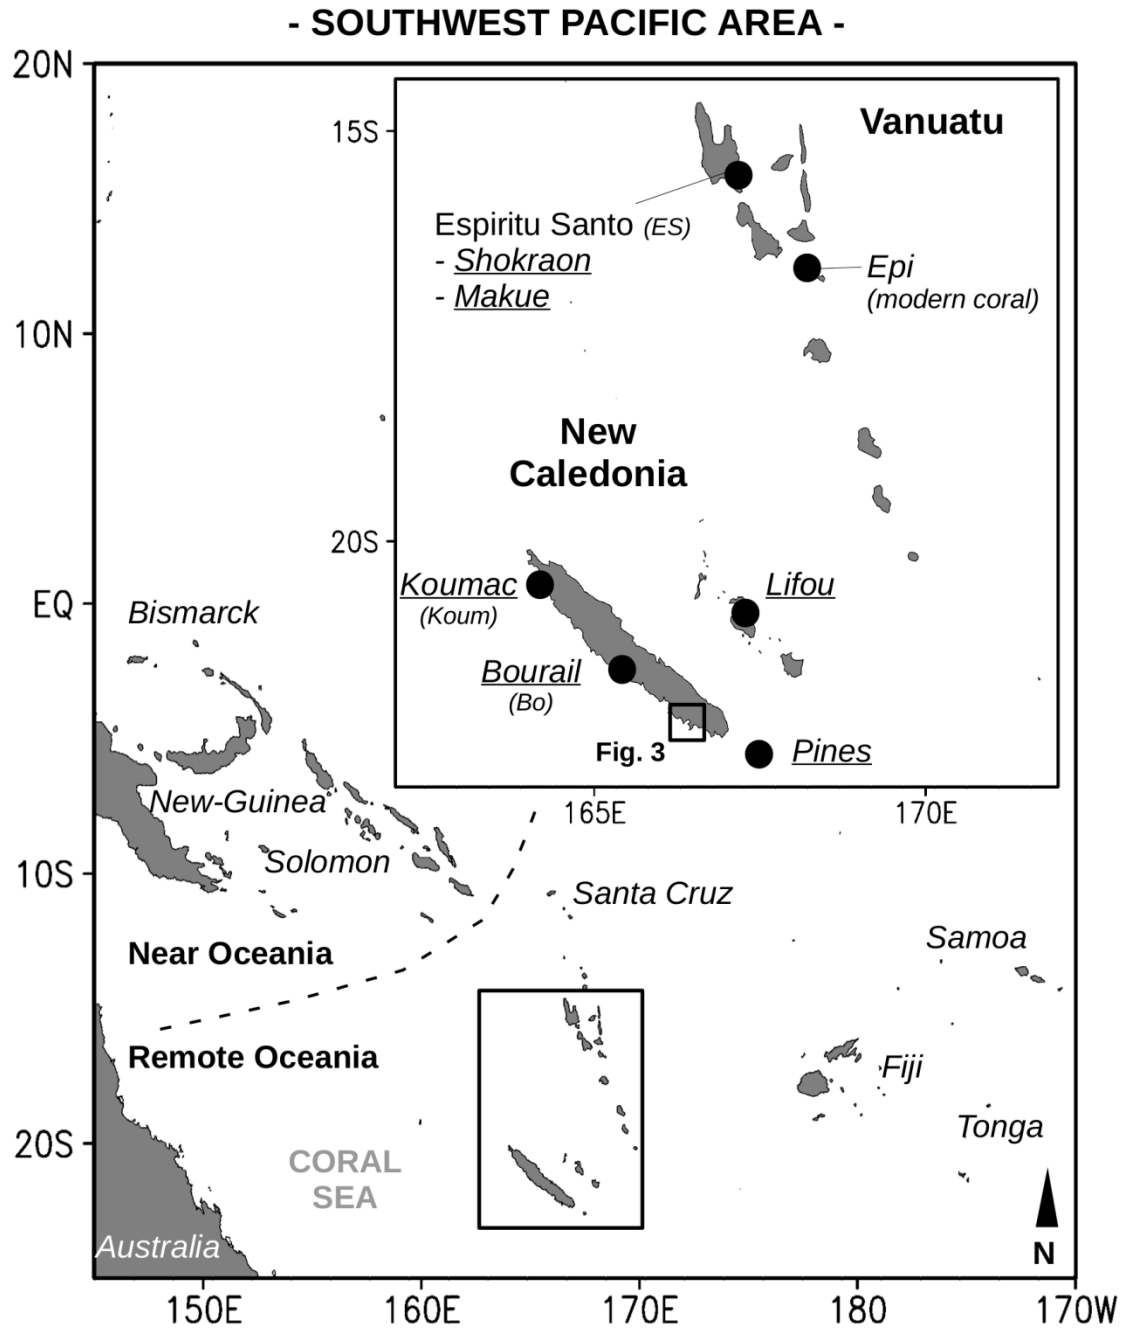 - SOUTHWEST PACIFIC AREA -
20N
15S
Vanuatu
Espiritu Santo (ES)
- Shokraon
- Makue
Epi
(modern coral)
10N
New
Caledonia
20S
Koumac
(Koum)
Lifou
Bourail
(Bo)
Fig. 3
Pines
165E
170E
EQ
Bismarck
New-Guinea
Solomon
10S
Santa Cruz
Near Oceania
Samoa
Remote Oceania
Fiji
Tonga
20S
CORAL
SEA
Australia
N
150E
160E
170E
180
170W